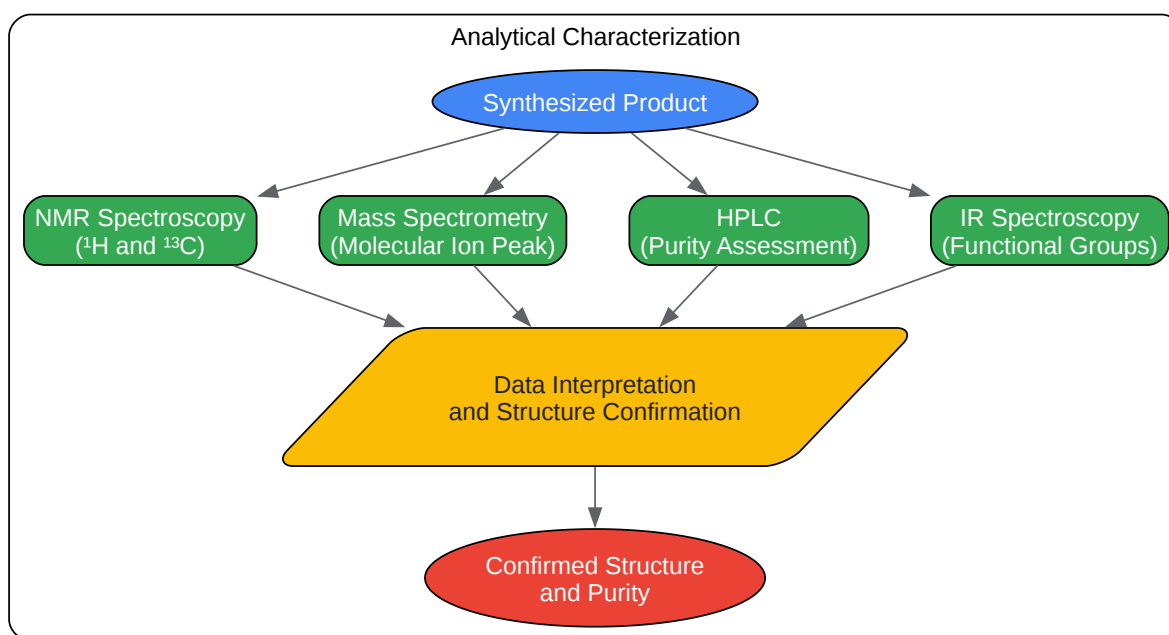 Analytical Characterization
Synthesized Product
NMR Spectroscopy
(¹H and ¹³C)
Mass Spectrometry
(Molecular Ion Peak)
HPLC
(Purity Assessment)
IR Spectroscopy
(Functional Groups)
Data Interpretation
and Structure Confirmation
Confirmed Structure
and Purity